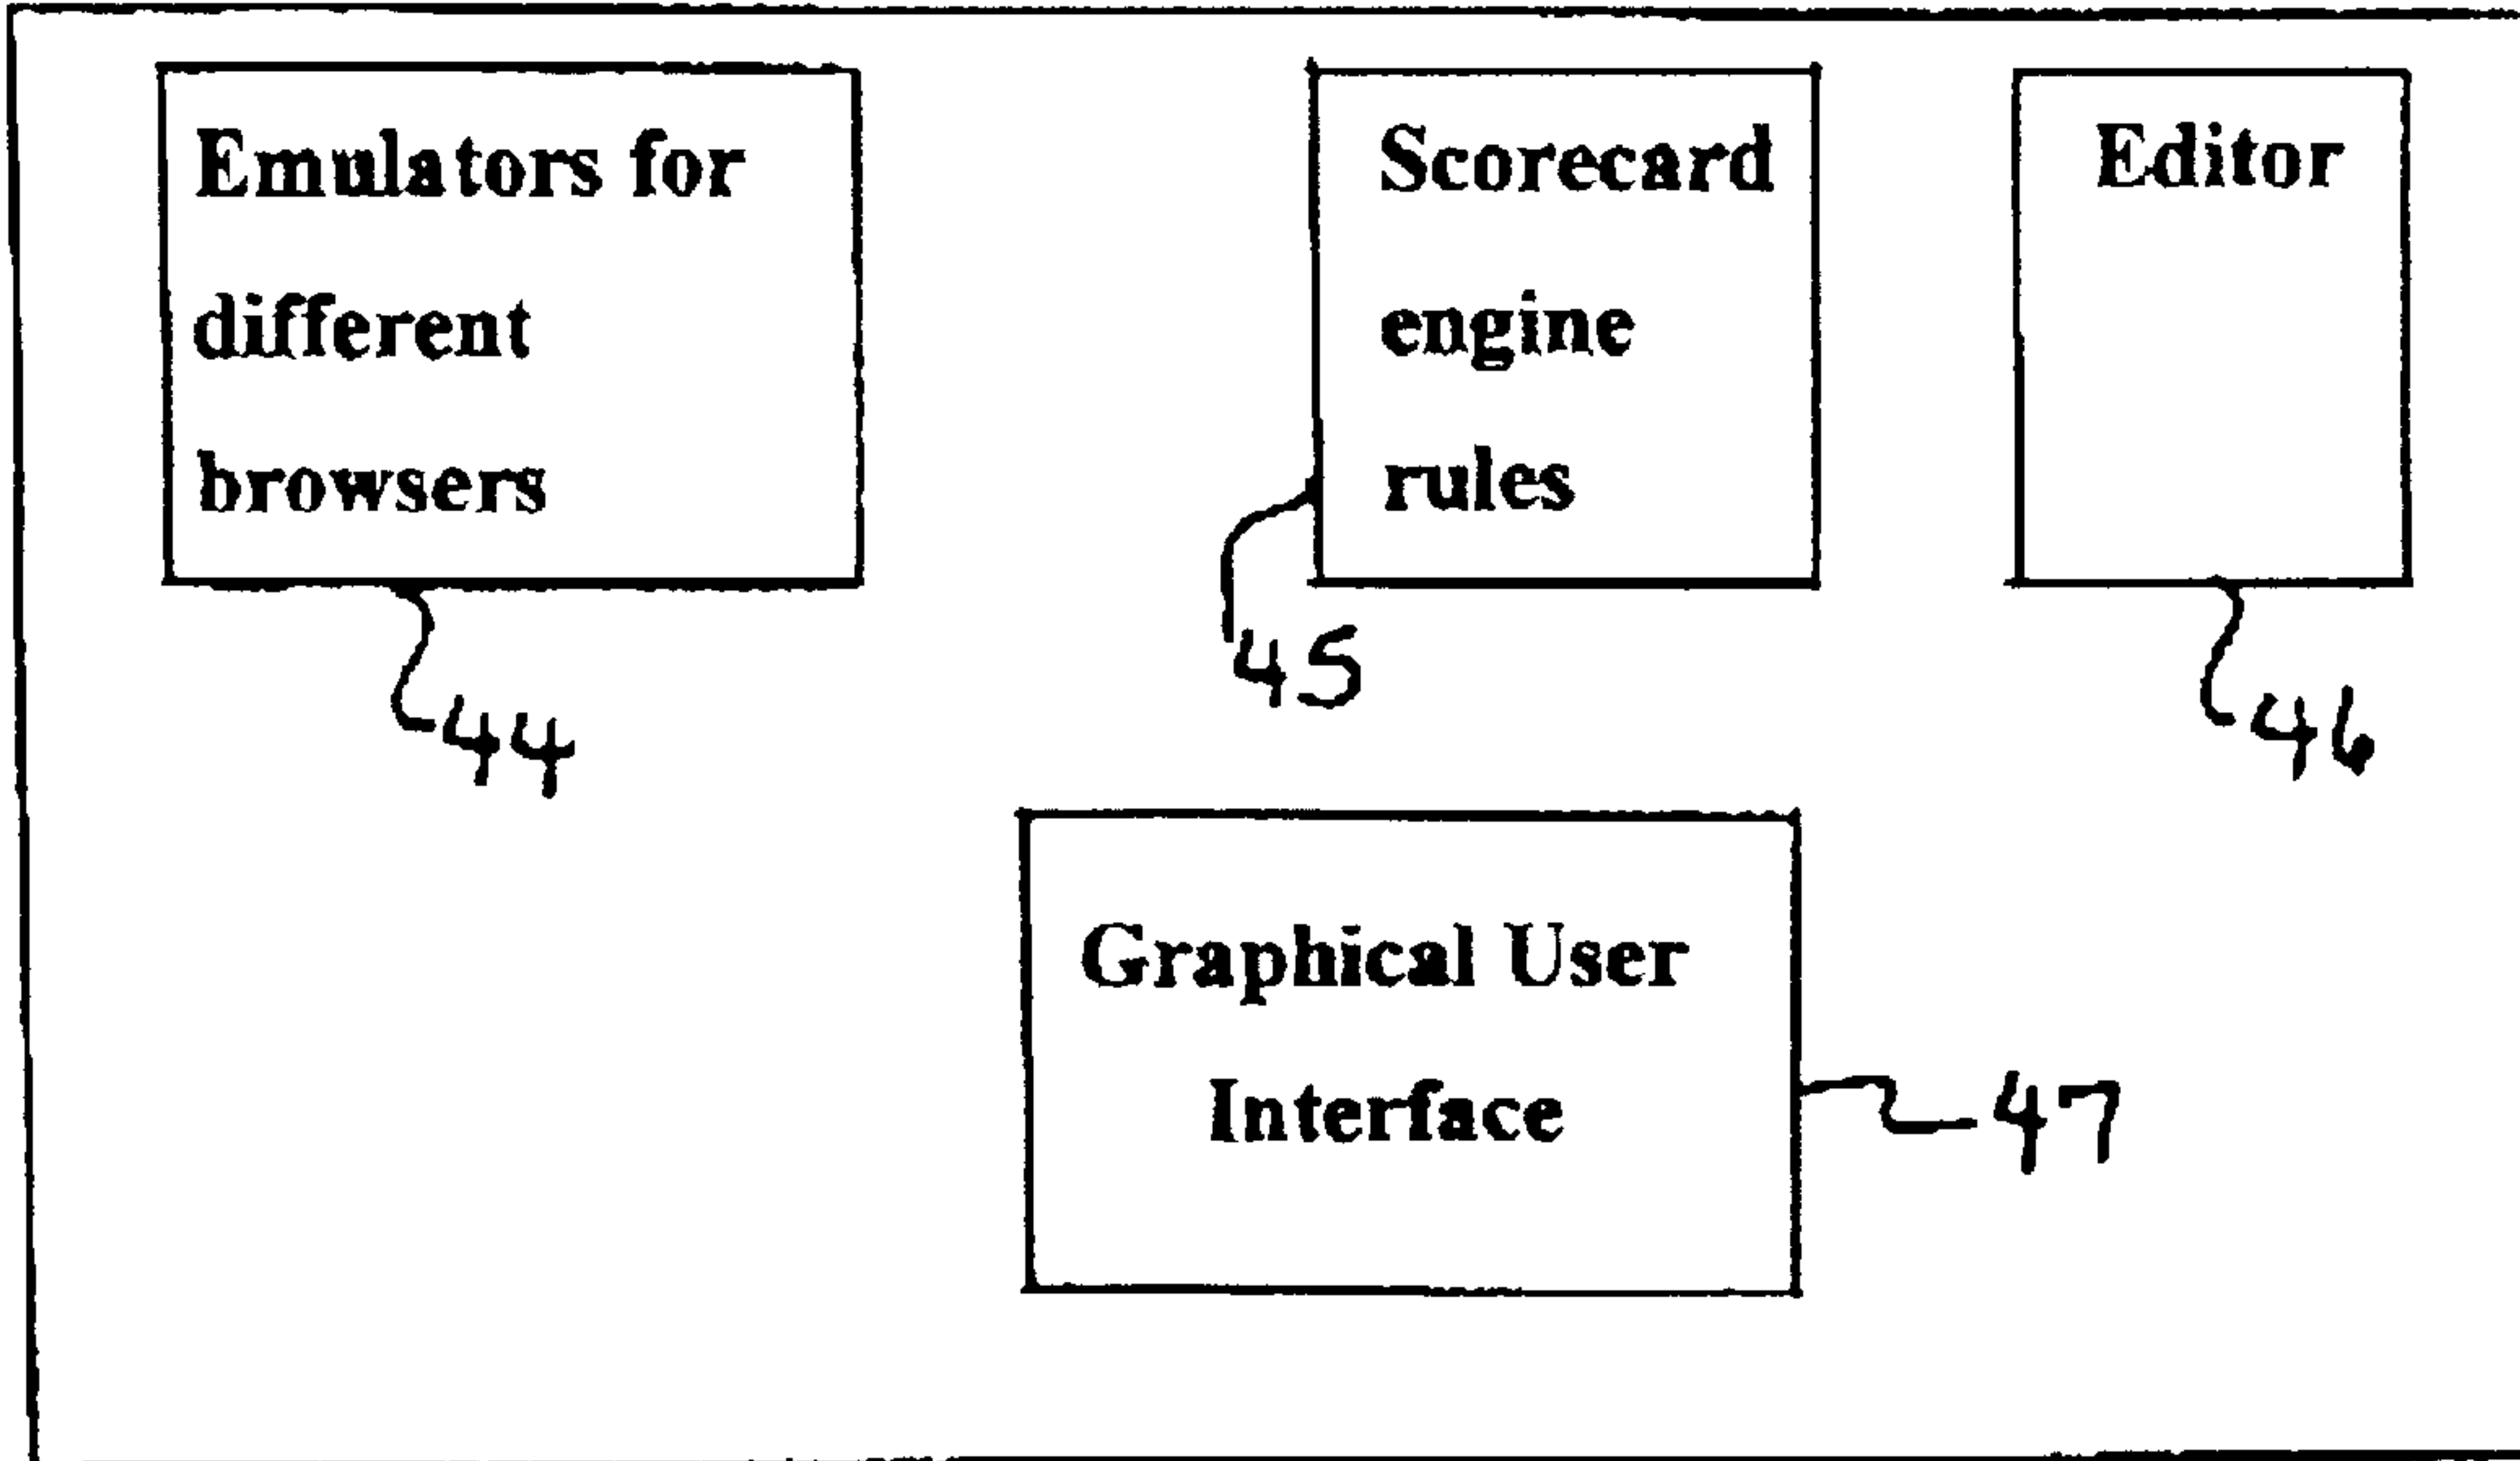 Emulators for
different
browsers
44
Scorecard
engine
rules
45
Editor
46
Graphical User
Interface
47